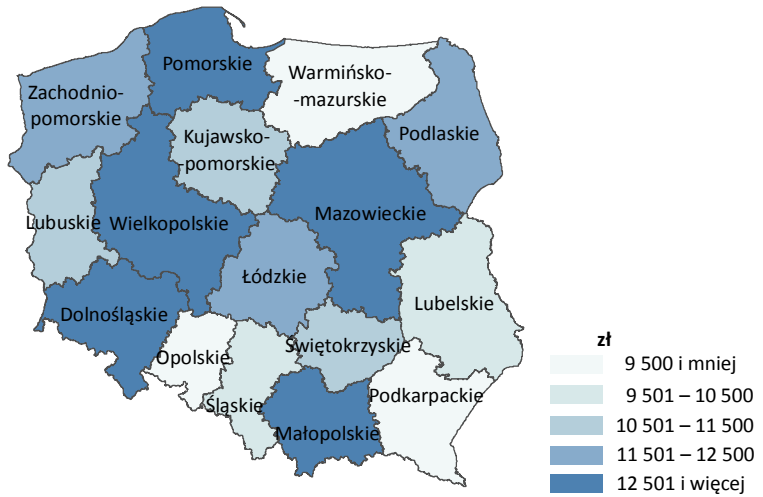 Pomorskie
Warmińsko-
-mazurskie
Zachodnio-
pomorskie
Podlaskie
Kujawsko-
-pomorskie
Lubuskie
Wielkopolskie
Mazowieckie
Łódzkie
Lubelskie
Dolnośląskie
Opolskie
Świętokrzyskie
Śląskie
Podkarpackie
Małopolskie
zł
9 500 i mniej
9 501 – 10 500
10 501 – 11 500
11 501 – 12 500
12 501 i więcej